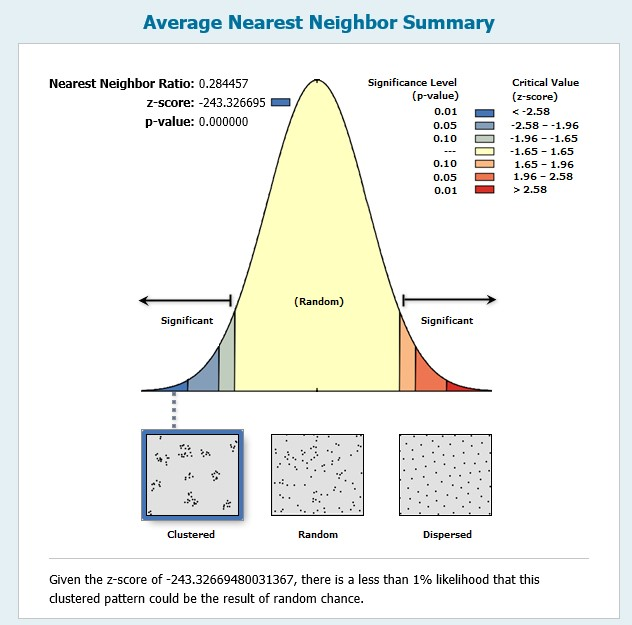 Average Nearest Neighbor Summary
Nearest Neighbor Ratio: 0.284457
z-score: -243.326695
p-value: 0.000000
Significance Level
(p-value)
Critical Value
(z-score)
0.01 < -2.58
0.05 -2.58 – -1.96
0.10 -1.96 – -1.65
--- -1.65 – 1.65
0.10 1.65 – 1.96
0.05 1.96 – 2.58
0.01 > 2.58
(Random)
Significant
Significant
Clustered
Random
Dispersed
Given the z-score of -243.32669480031367, there is a less than 1% likelihood that this
clustered pattern could be the result of random chance.